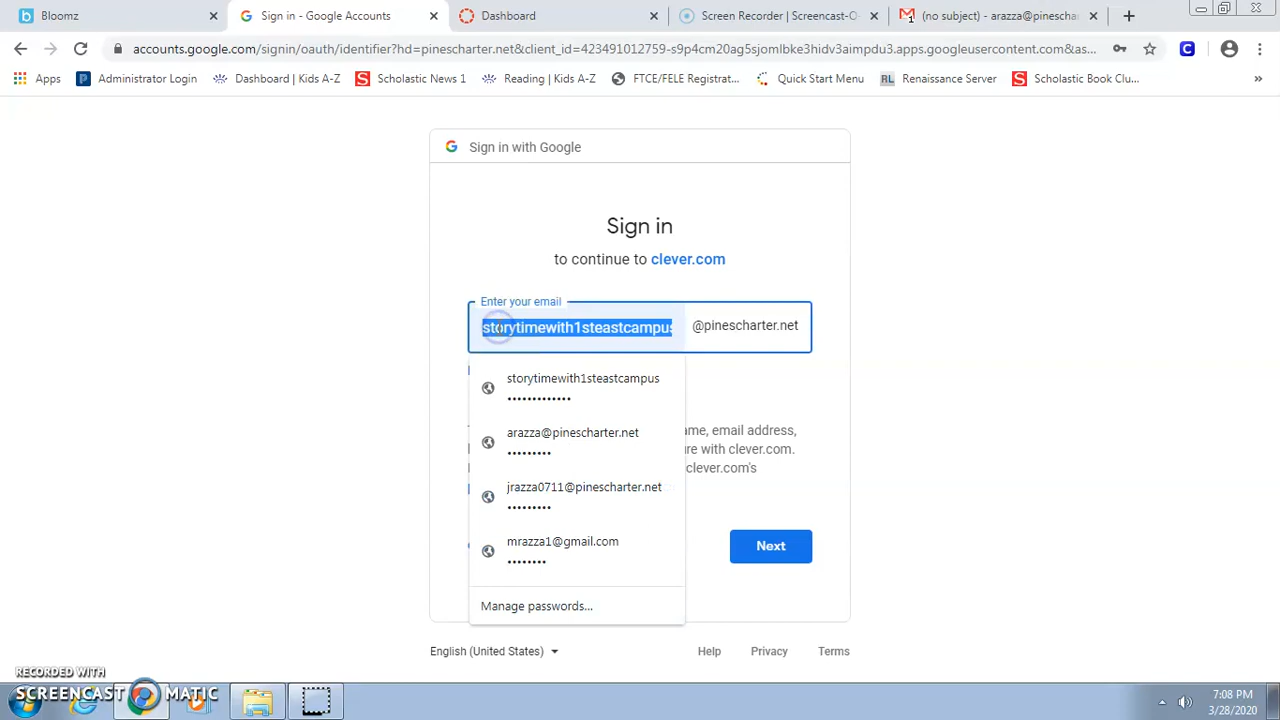 Bloomz
Sign in - Google Accounts
Dashboard
Screen Recorder | Screencast-O-
(no subject) - arazza@pinescha
accounts.google.com/signin/oauth/identifier?hd=pinescharter.net&client_id=423491012759-s9p4cm20ag5sjomlbke3hidv3aimpdu3.apps.googleusercontent.com&as...
Apps
Administrator Login
Dashboard | Kids A-Z
Scholastic News 1
Reading | Kids A-Z
FTCE/FELE Registrat...
Quick Start Menu
Renaissance Server
Scholastic Book Clu...
Sign in with Google
Sign in
to continue to clever.com
Enter your email
storytimewith1steastcampus @pinescharter.net
storytimewith1steastcampus
•••••••••••••
arazza@pinescharter.net
•••••••••
jrazza0711@pinescharter.net
•••••••••
mrazza1@gmail.com
••••••••
Manage passwords...
me, email address,
re with clever.com.
clever.com's
Next
English (United States)
Help
Privacy
Terms
RECORDED WITH
SCREENCAST MATIC
7:08 PM
3/28/2020